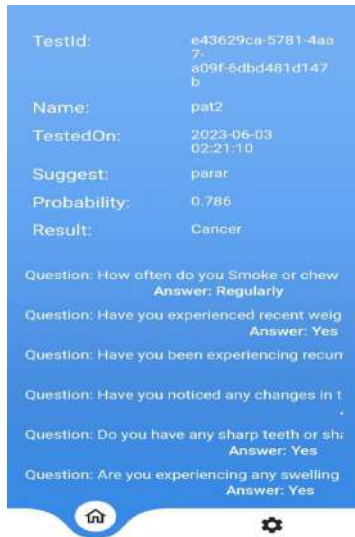 TestId: e43629ca-5781-4aa
7-
a09f-6dbd481d147
b
Name: pat2
TestedOn: 2023-06-03
02:21:10
Suggest: parar
Probability: 0.786
Result: Cancer
Question: How often do you Smoke or chew
Answer: Regularly
Question: Have you experienced recent weig
Answer: Yes
Question: Have you been experiencing recurr
Question: Have you noticed any changes in t
Question: Do you have any sharp teeth or sha
Answer: Yes
Question: Are you experiencing any swelling
Answer: Yes